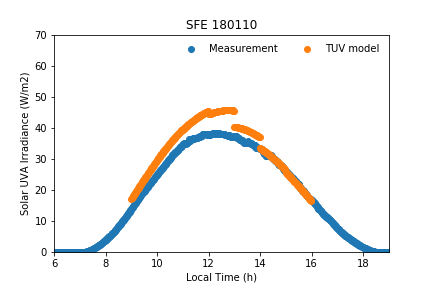 SFE 180110
70
60
50
40
30
20
10
0
Solar UVA Irradiance (W/m2)
Measurement TUV model
6 8 10 12 14 16 18
Local Time (h)